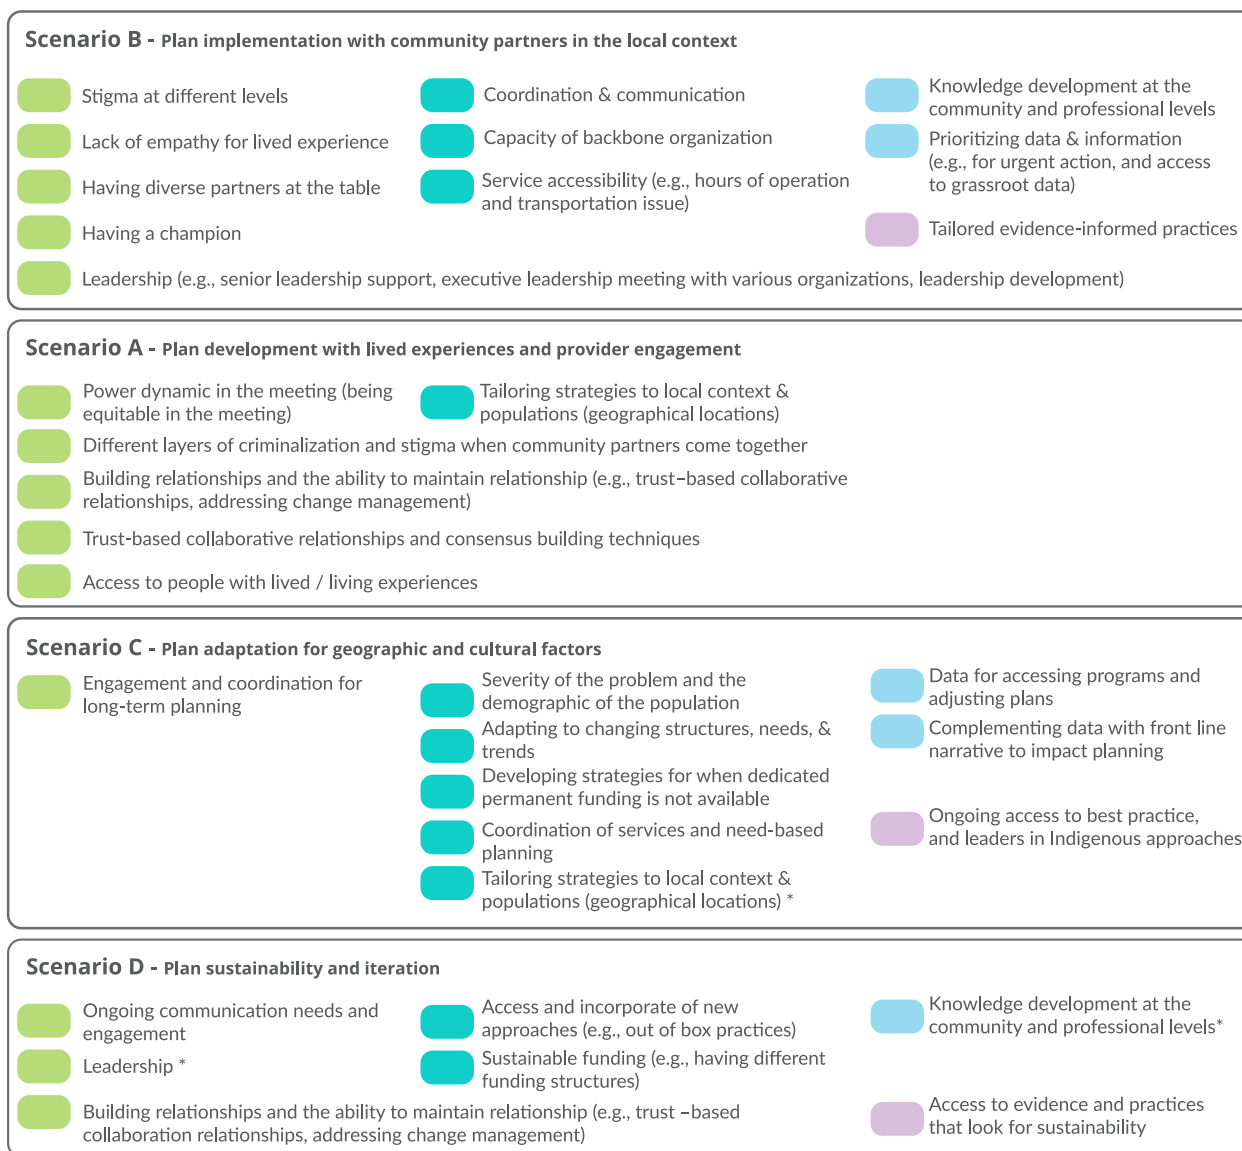 Scenario B - Plan implementation with community partners in the local context
Stigma at different levels
Lack of empathy for lived experience
Having diverse partners at the table
Having a champion
Leadership (e.g., senior leadership support, executive leadership meeting with various organizations, leadership development)
Coordination & communication
Capacity of backbone organization
Service accessibility (e.g., hours of operation
and transportation issue)
Knowledge development at the
community and professional levels
Prioritizing data & information
(e.g., for urgent action, and access
to grassroot data)
Tailored evidence-informed practices
Scenario A - Plan development with lived experiences and provider engagement
Power dynamic in the meeting (being
equitable in the meeting)
Tailoring strategies to local context &
populations (geographical locations)
Different layers of criminalization and stigma when community partners come together
Building relationships and the ability to maintain relationship (e.g., trust–based collaborative
relationships, addressing change management)
Trust-based collaborative relationships and consensus building techniques
Access to people with lived / living experiences
Scenario C - Plan adaptation for geographic and cultural factors
Engagement and coordination for
long-term planning
Severity of the problem and the
demographic of the population
Adapting to changing structures, needs, &
trends
Developing strategies for when dedicated
permanent funding is not available
Coordination of services and need-based
planning
Tailoring strategies to local context &
populations (geographical locations) *
Data for accessing programs and
adjusting plans
Complementing data with front line
narrative to impact planning
Ongoing access to best practice,
and leaders in Indigenous approaches
Scenario D - Plan sustainability and iteration
Ongoing communication needs and
engagement
Leadership *
Building relationships and the ability to maintain relationship (e.g., trust –based
collaboration relationships, addressing change management)
Access and incorporate of new
approaches (e.g., out of box practices)
Sustainable funding (e.g., having different
funding structures)
Knowledge development at the
community and professional levels*
Access to evidence and practices
that look for sustainability